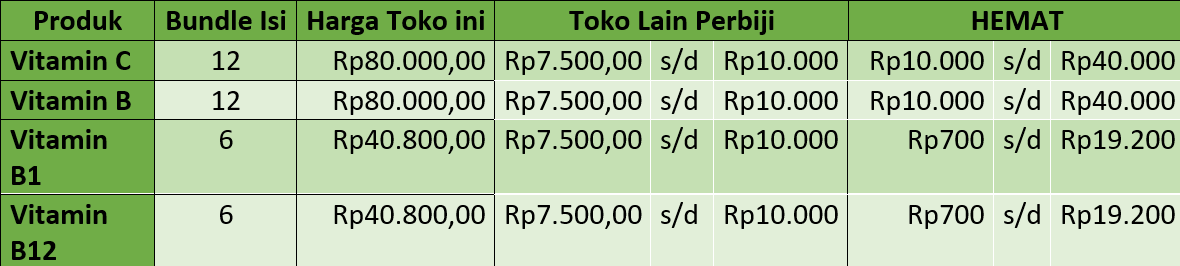 Produk Bundle Isi Harga Toko ini Toko Lain Perbiji HEMAT
Vitamin C 12 Rp80.000,00 Rp7.500,00 s/d Rp10.000 Rp10.000 s/d Rp40.000
Vitamin B 12 Rp80.000,00 Rp7.500,00 s/d Rp10.000 Rp10.000 s/d Rp40.000
Vitamin 6 Rp40.800,00 Rp7.500,00 s/d Rp10.000 Rp700 s/d Rp19.200
B1
Vitamin 6 Rp40.800,00 Rp7.500,00 s/d Rp10.000 Rp700 s/d Rp19.200
B12